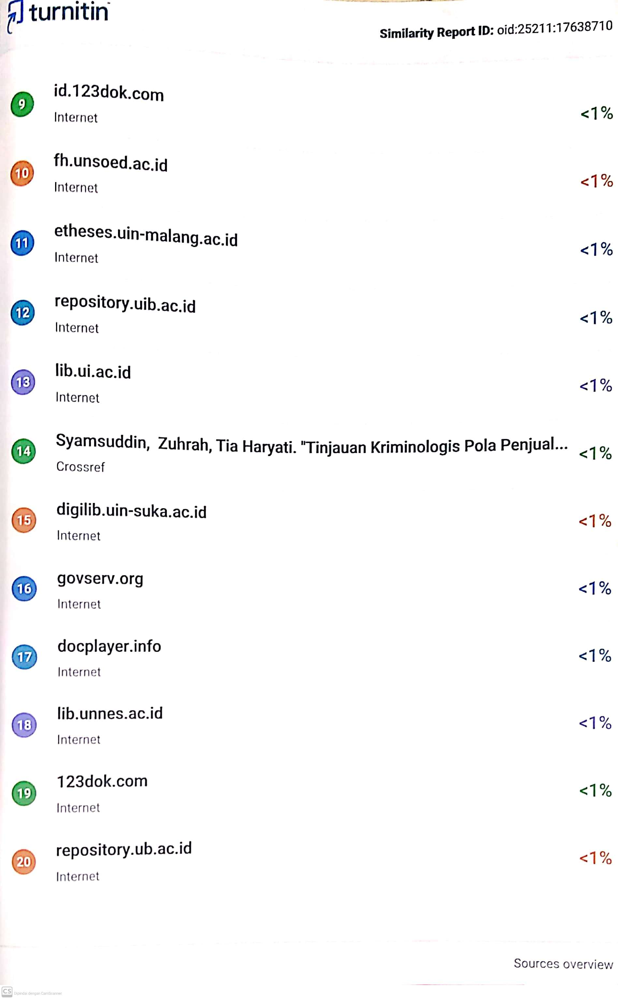 turnitin
Similarity Report ID: oid:25211:17638710
9
id.123dok.com
<1%
Internet
10
fh.unsoed.ac.id
<1%
Internet
11
etheses.uin-malang.ac.id
<1%
Internet
12
repository.uib.ac.id
<1%
Internet
13
lib.ui.ac.id
<1%
Internet
14
Syamsuddin, Zuhrah, Tia Haryati. "Tinjauan Kriminologis Pola Penjual...
<1%
Crossref
15
digilib.uin-suka.ac.id
<1%
Internet
16
govserv.org
<1%
Internet
17
docplayer.info
<1%
Internet
18
lib.unnes.ac.id
<1%
Internet
19
123dok.com
<1%
Internet
20
repository.ub.ac.id
<1%
Internet
Sources overview
CS Dipindai dengan CamScanner